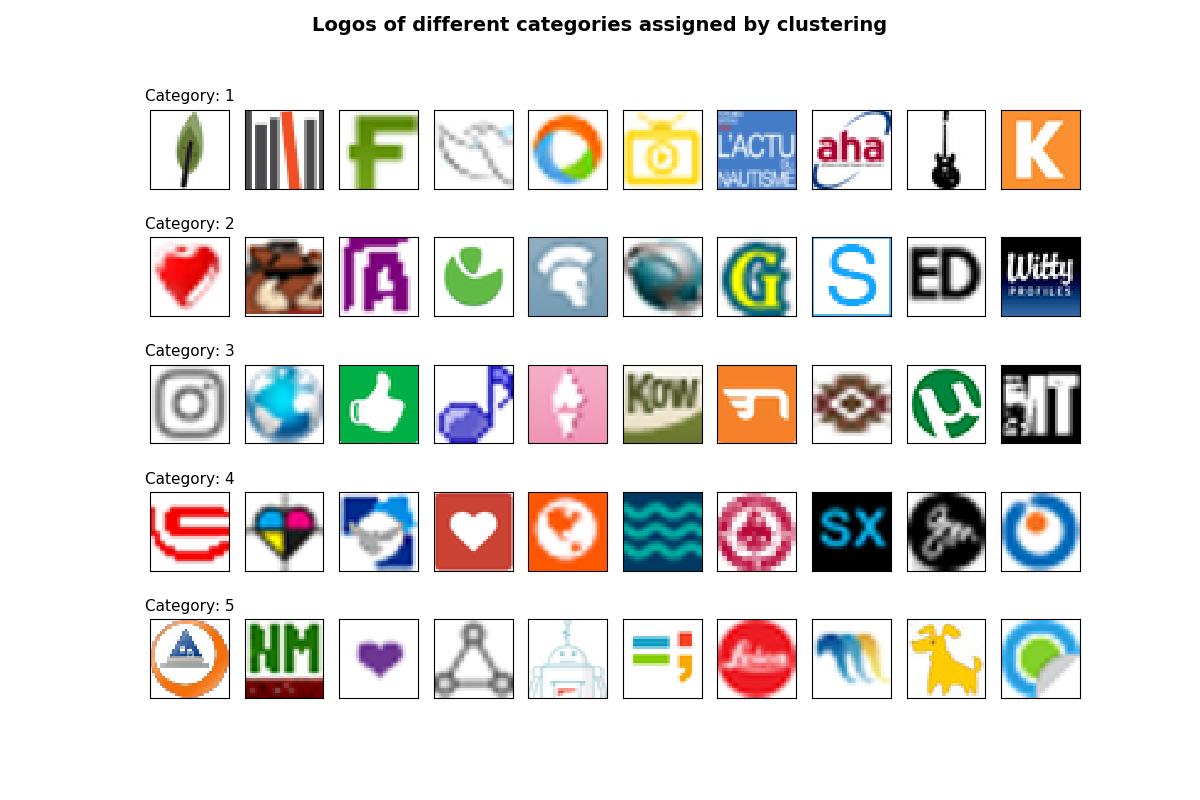 Logos of different categories assigned by clustering
Category: 1
F
L'ACTU
NAUTISME
aha
K
Category: 2
A
G
S
ED
Witty
PROFILES
Category: 3
Kow
µ
MT
Category: 4
S
SX
Category: 5
NM
Leica